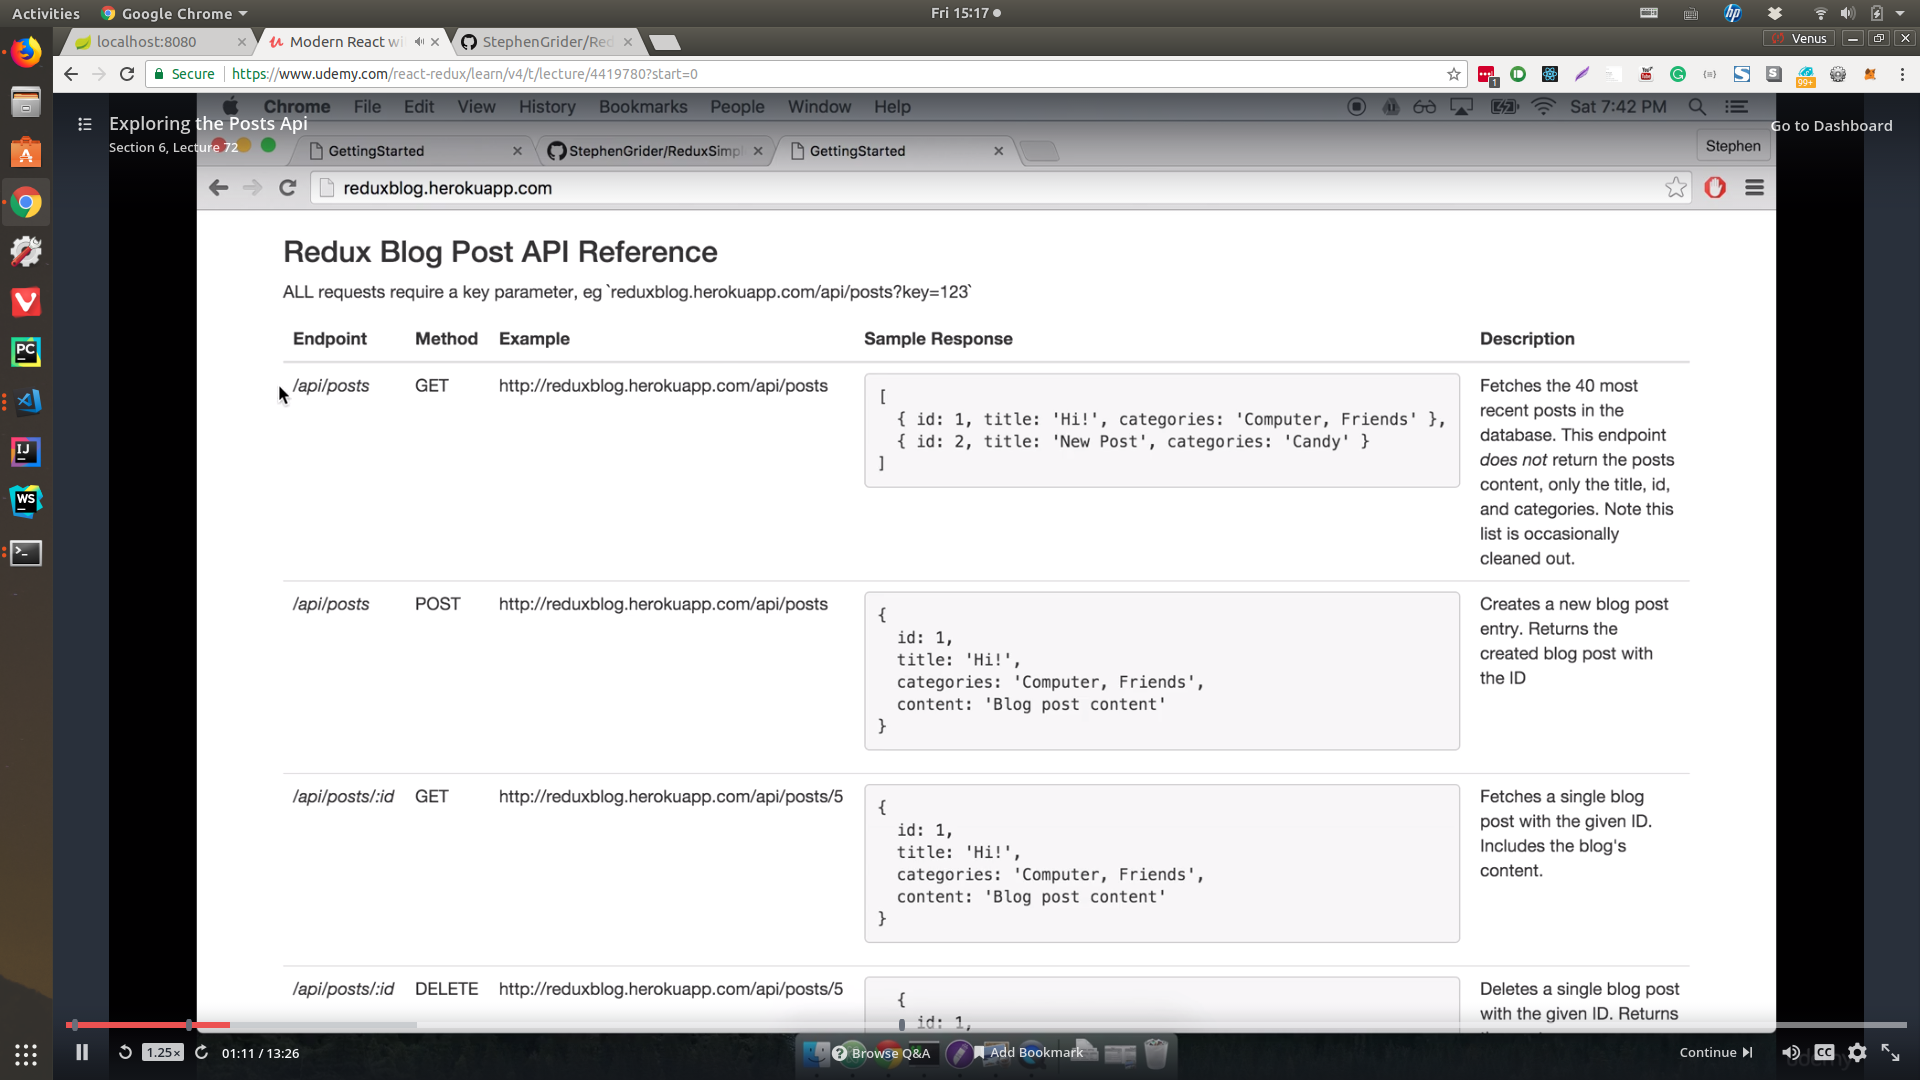 Activities Google Chrome Fri 15:17
localhost:8080 Modern React wi StephenGrider/Red Venus
Secure https://www.udemy.com/react-redux/learn/v4/t/lecture/4419780?start=0
Chrome File Edit View History Bookmarks People Window Help Sat 7:42 PM
Exploring the Posts Api
Go to Dashboard
Section 6, Lecture 72
GettingStarted StephenGrider/ReduxSimpl GettingStarted Stephen
reduxblog.herokuapp.com
Redux Blog Post API Reference
ALL requests require a key parameter, eg `reduxblog.herokuapp.com/api/posts?key=123`
Endpoint Method Example Sample Response Description
/api/posts GET http://reduxblog.herokuapp.com/api/posts
[
{ id: 1, title: 'Hi!', categories: 'Computer, Friends' },
{ id: 2, title: 'New Post', categories: 'Candy' }
]
Fetches the 40 most
recent posts in the
database. This endpoint
does not return the posts
content, only the title, id,
and categories. Note this
list is occasionally
cleaned out.
/api/posts POST http://reduxblog.herokuapp.com/api/posts
{
id: 1,
title: 'Hi!',
categories: 'Computer, Friends',
content: 'Blog post content'
}
Creates a new blog post
entry. Returns the
created blog post with
the ID
/api/posts/:id GET http://reduxblog.herokuapp.com/api/posts/5
{
id: 1,
title: 'Hi!',
categories: 'Computer, Friends',
content: 'Blog post content'
}
Fetches a single blog
post with the given ID.
Includes the blog's
content.
/api/posts/:id DELETE http://reduxblog.herokuapp.com/api/posts/5
{
id: 1,
Deletes a single blog post
with the given ID. Returns
1.25× 01:11 / 13:26 Browse Q&A Add Bookmark Continue CC